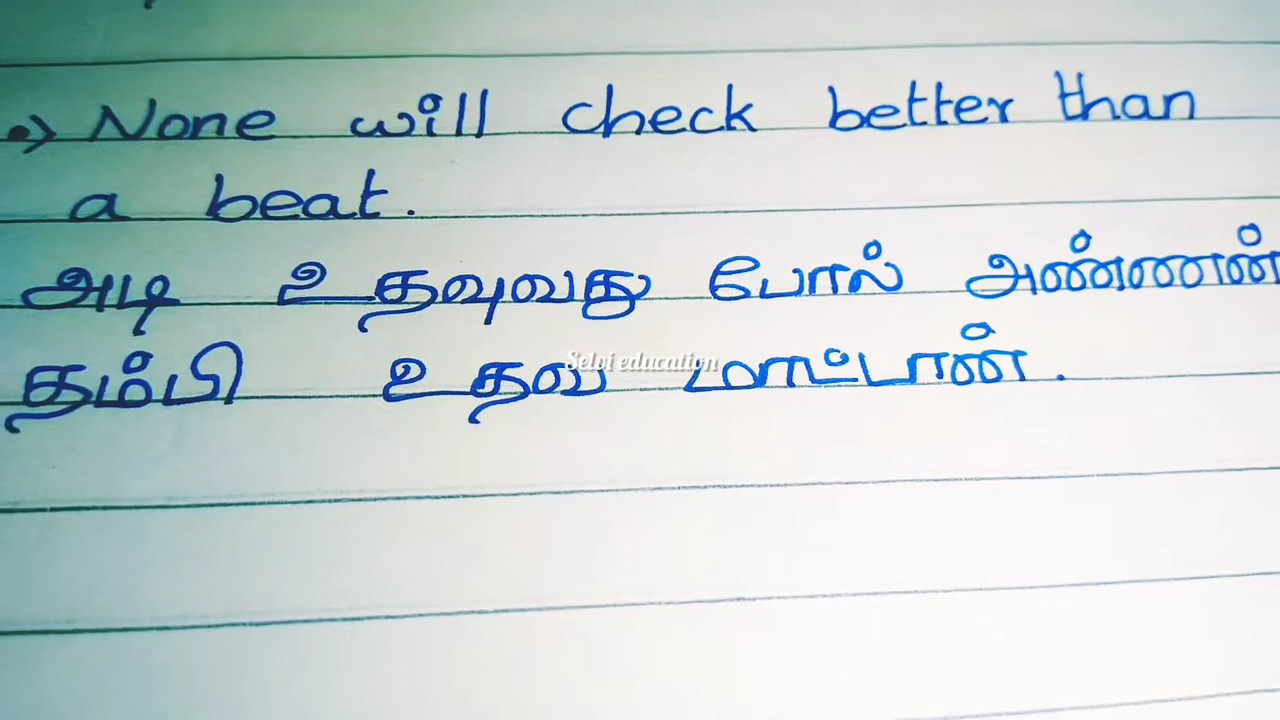 •) None will check better than
a beat.
அடி உதவுவது போல் அண்ணன்
தம்பி உதவ மாட்டான்.
Selvi education